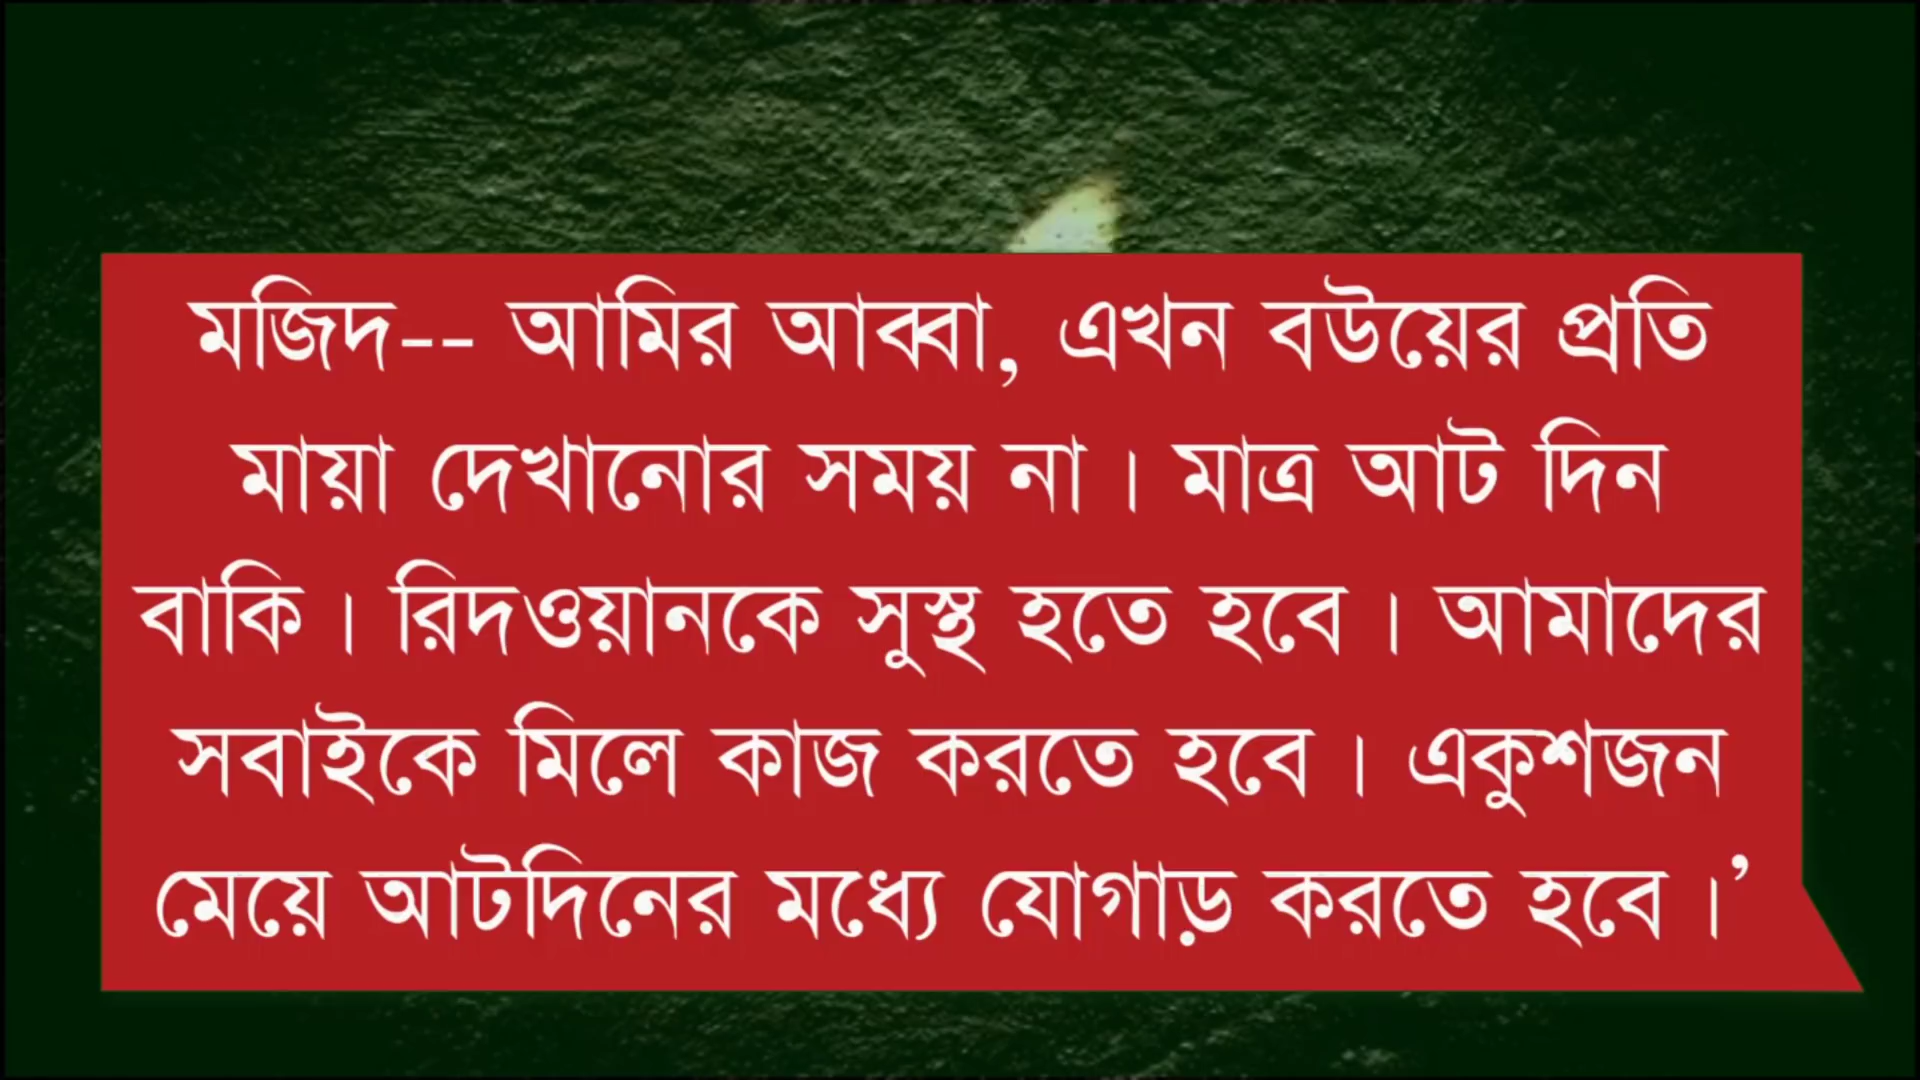 মজিদ-- আমির আব্বা, এখন বউয়ের প্রতি
মায়া দেখানোর সময় না। মাত্র আট দিন
বাকি। রিদওয়ানকে সুস্থ হতে হবে। আমাদের
সবাইকে মিলে কাজ করতে হবে। একুশজন
মেয়ে আটদিনের মধ্যে যোগাড় করতে হবে।’